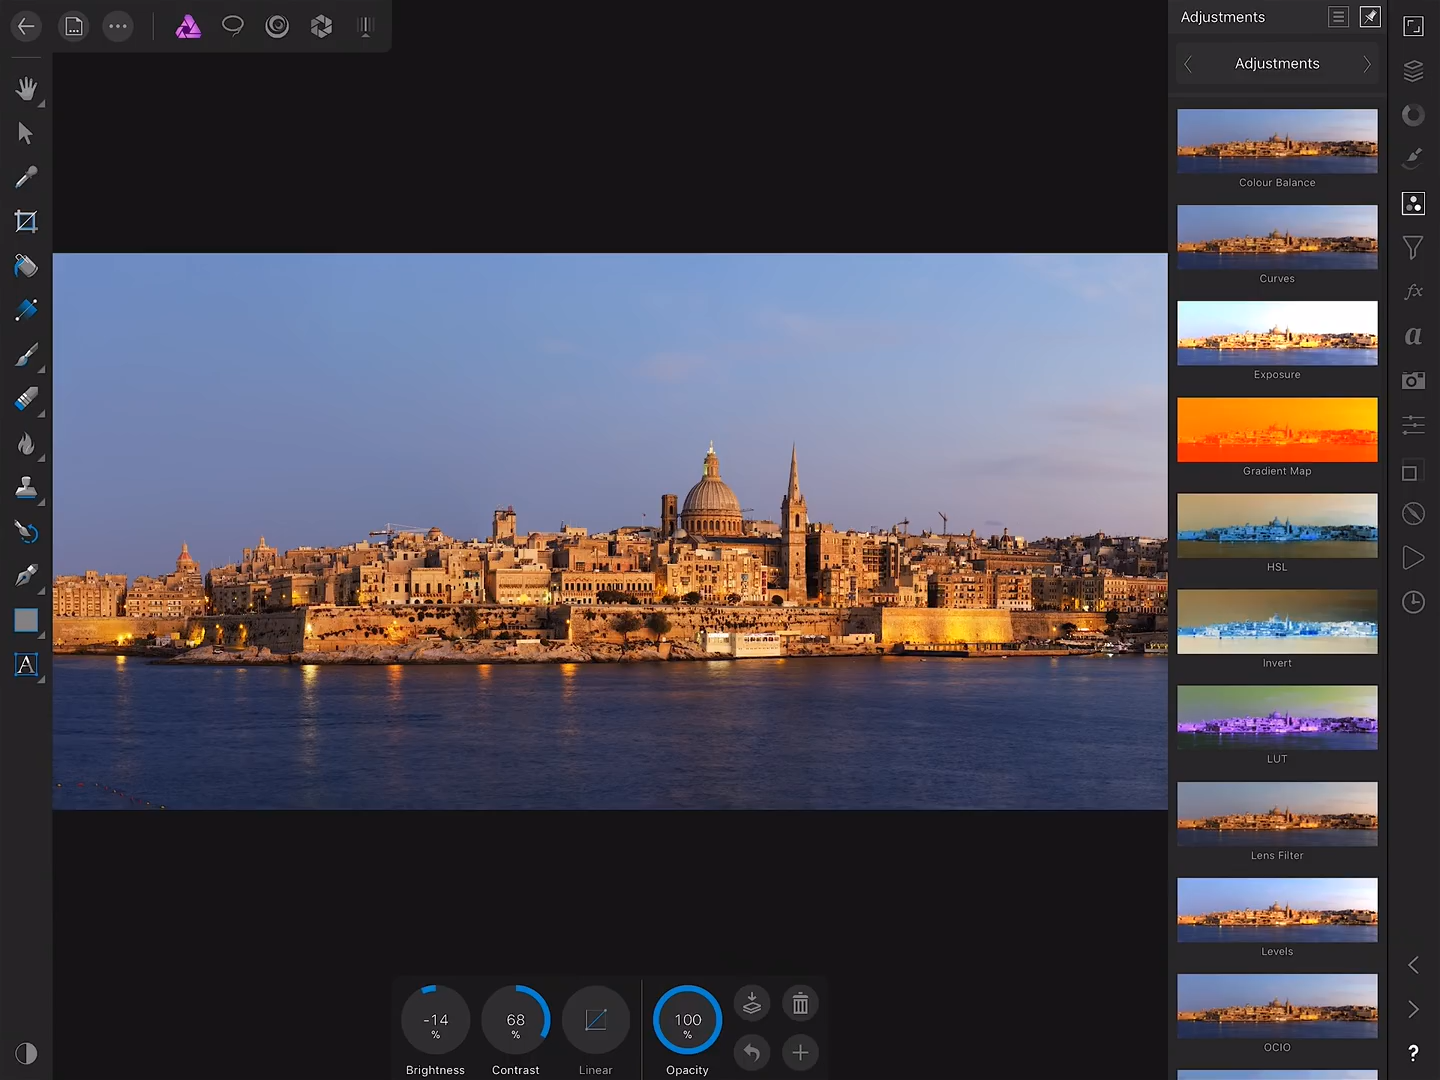 Adjustments
Adjustments
Colour Balance
Curves
Exposure
Gradient Map
HSL
Invert
LUT
Lens Filter
Levels
OCIO
fx
a
A
-14 %
68 %
100 %
Brightness
Contrast
Linear
Opacity
?